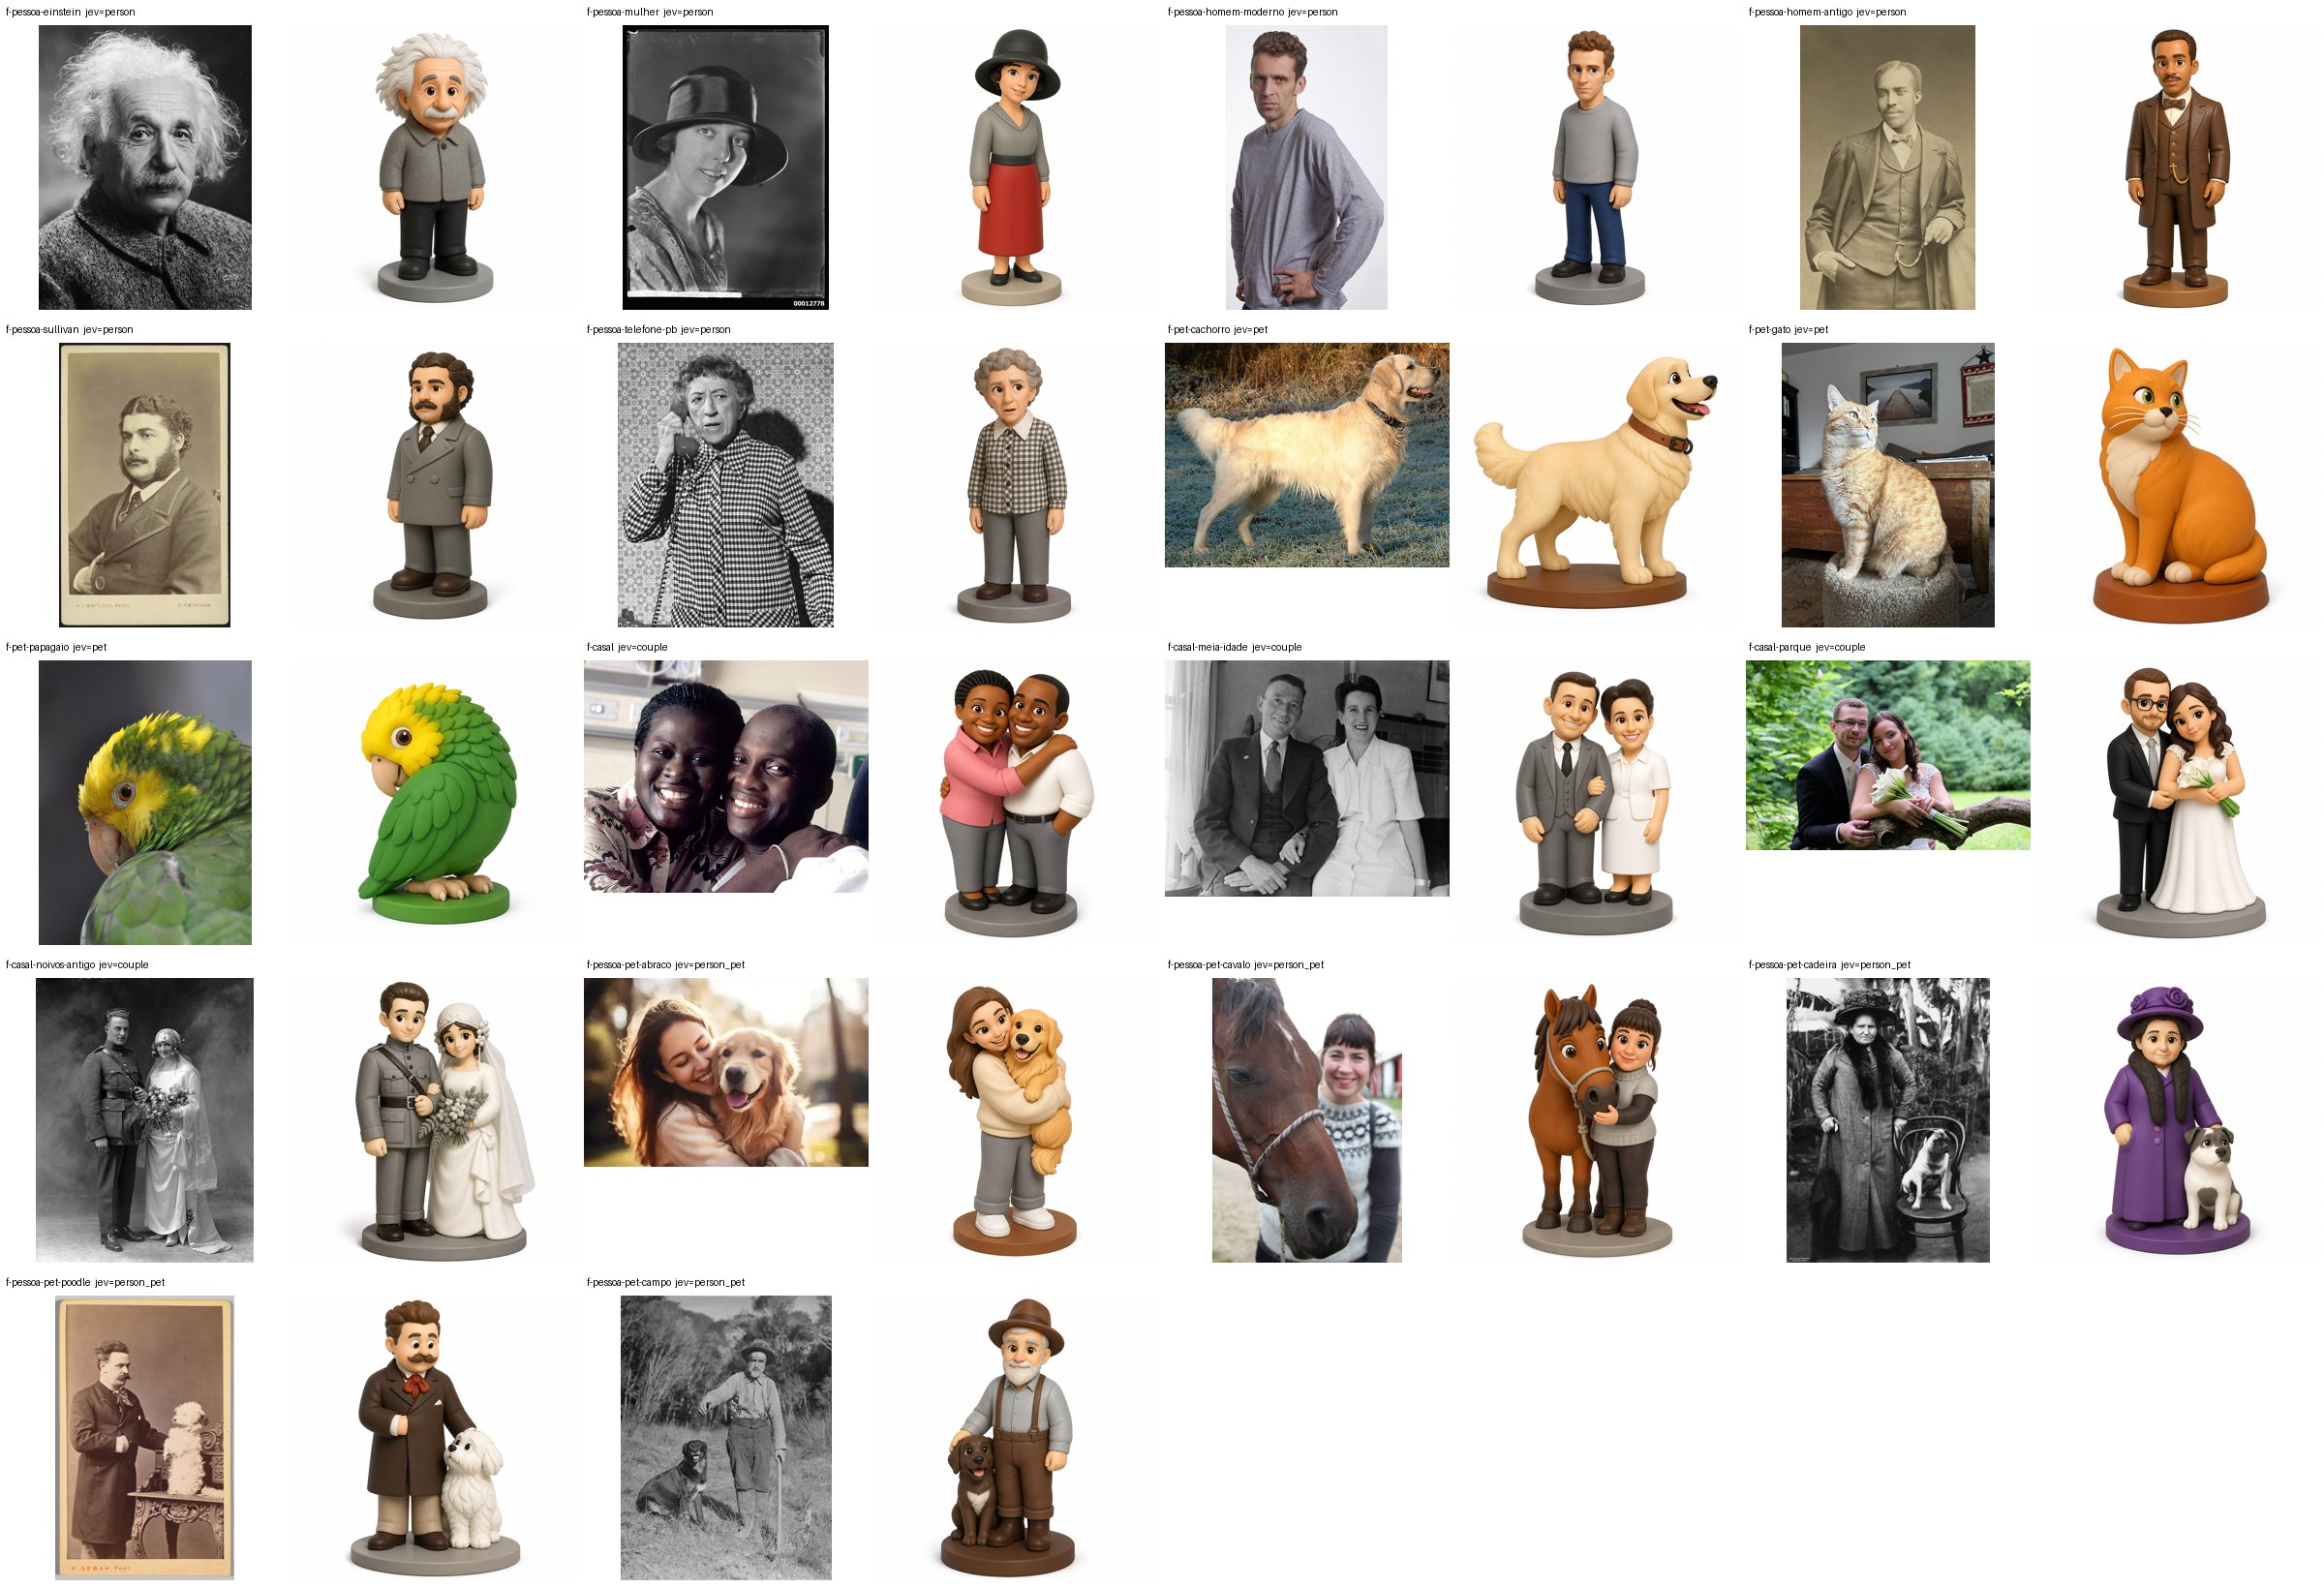 f-pessoa-einstein jev=person
f-pessoa-mulher jev=person
f-pessoa-homem-moderno jev=person
f-pessoa-homem-antigo jev=person
00012778
f-pessoa-sullivan jev=person
f-pessoa-telefone-pb jev=person
f-pet-cachorro jev=pet
f-pet-gato jev=pet
H.J.WHITLOCK PHOTO BIRMINGHAM
f-pet-papagaio jev=pet
f-casal jev=couple
f-casal-meia-idade jev=couple
f-casal-parque jev=couple
f-casal-noivos-antigo jev=couple
f-pessoa-pet-abraco jev=person_pet
f-pessoa-pet-cavalo jev=person_pet
f-pessoa-pet-cadeira jev=person_pet
f-pessoa-pet-poodle jev=person_pet
f-pessoa-pet-campo jev=person_pet